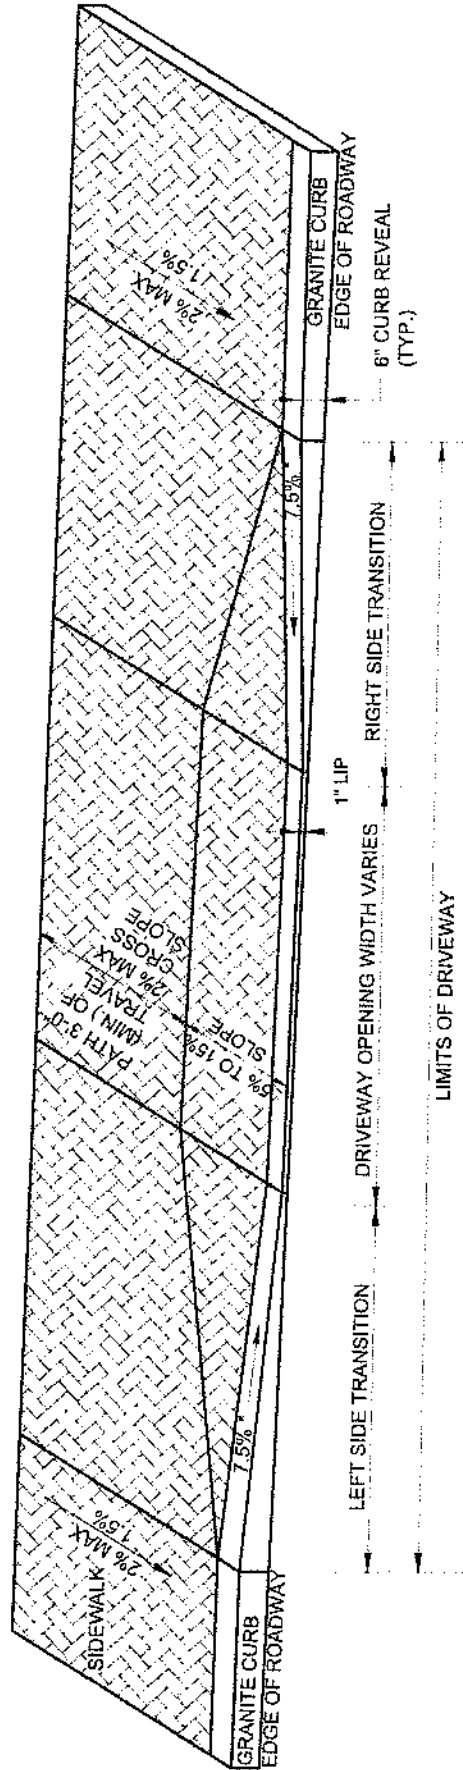 SIDEWALK
2% MAX
1.5%
GRANITE CURB
EDGE OF ROADWAY
7.5% *
LEFT SIDE TRANSITION
PATH 3'-0"
(MIN) OF
TRAVEL
2% MAX
CROSS
SLOPE
5% TO 15%
SLOPE
DRIVEWAY OPENING WIDTH VARIES
1" LIP
RIGHT SIDE TRANSITION
LIMITS OF DRIVEWAY
7.5% *
2% MAX
1.5%
GRANITE CURB
EDGE OF ROADWAY
6" CURB REVEAL
(TYP.)